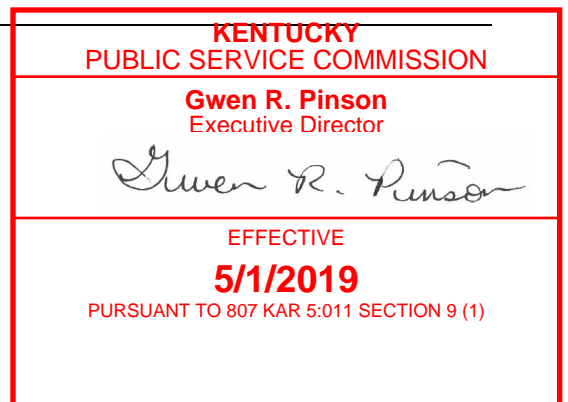 KENTUCKY
PUBLIC SERVICE COMMISSION
Gwen R. Pinson
Executive Director
Gwen R. Pinson
EFFECTIVE
5/1/2019
PURSUANT TO 807 KAR 5:011 SECTION 9 (1)